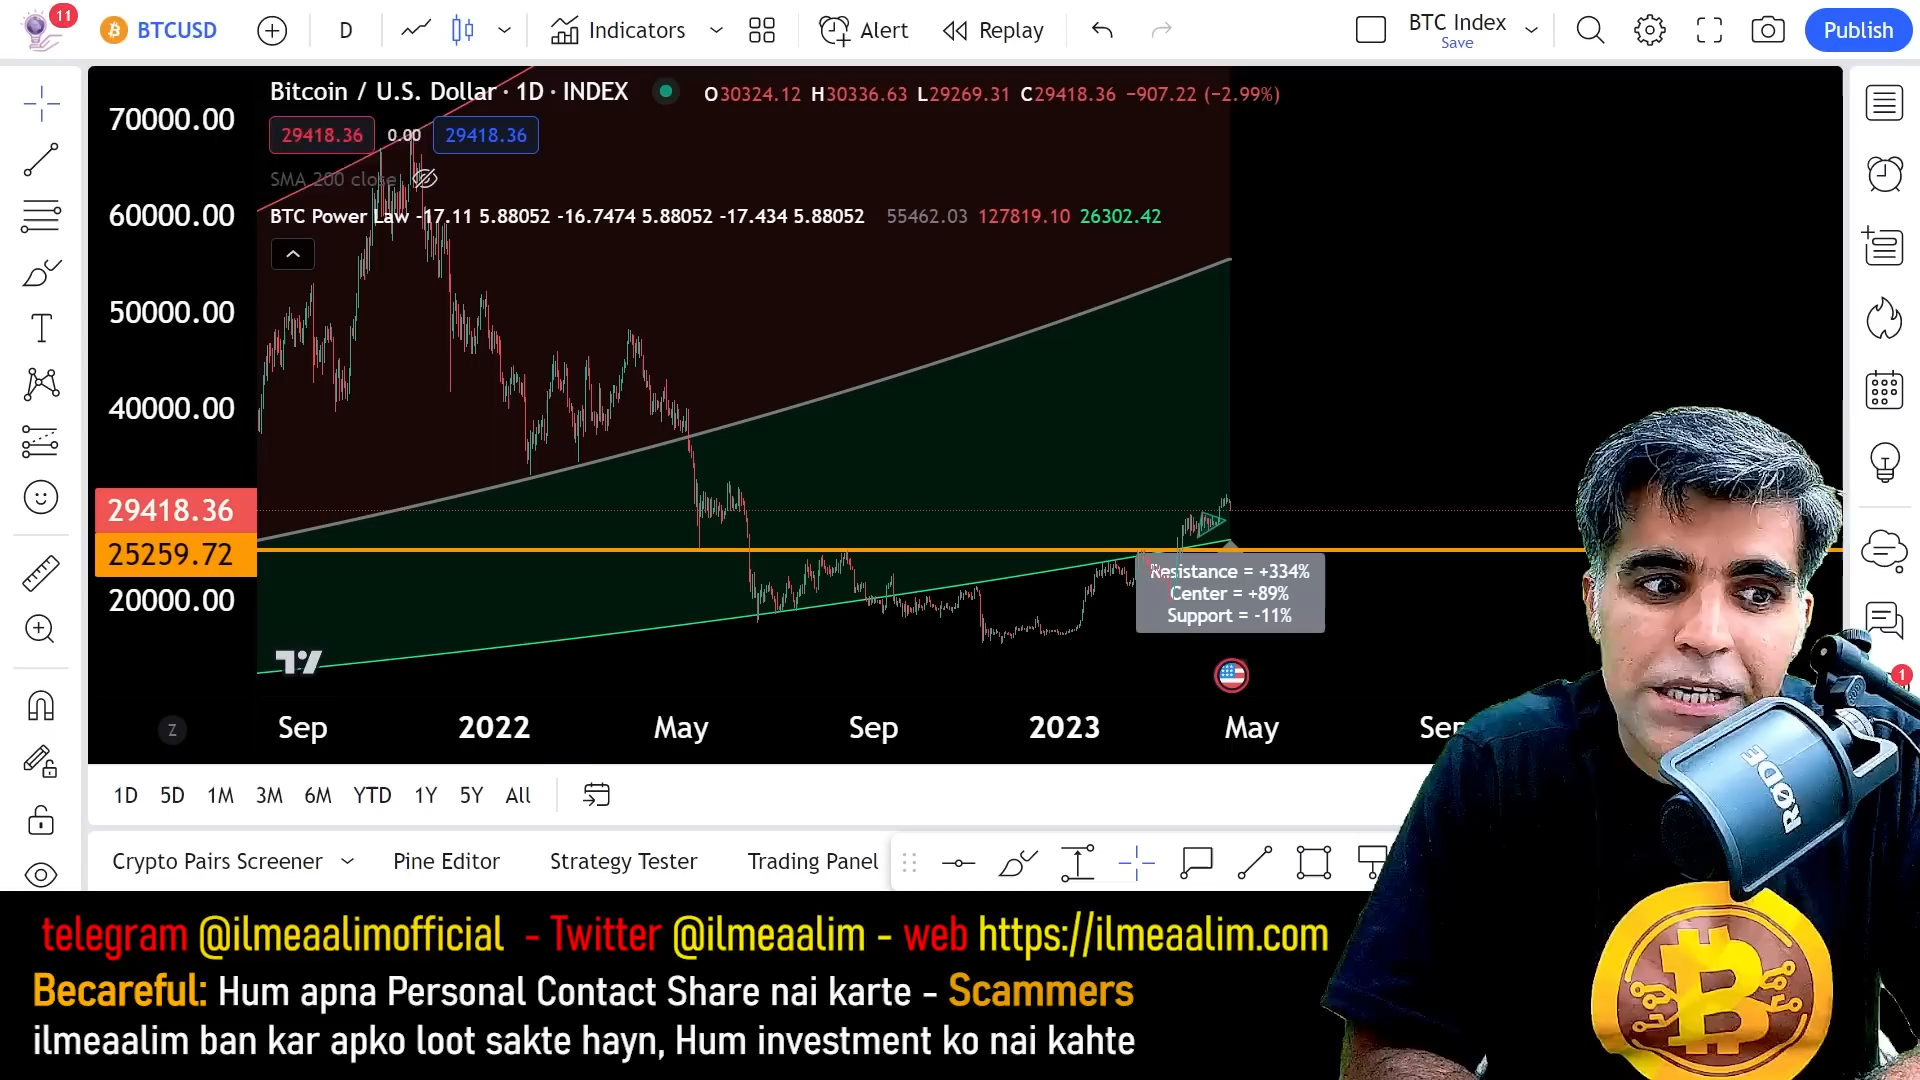 11
BTCUSD
D
Indicators
Alert
Replay
BTC Index
Save
Publish
Bitcoin / U.S. Dollar · 1D · INDEX
O30324.12 H30336.63 L29269.31 C29418.36 −907.22 (−2.99%)
29418.36 0.00 29418.36
SMA 200 close
BTC Power Law -17.11 5.88052 -16.7474 5.88052 -17.434 5.88052 55462.03 127819.10 26302.42
70000.00
60000.00
50000.00
40000.00
29418.36
25259.72
20000.00
Resistance = +334%
Center = +89%
Support = -11%
Sep 2022 May Sep 2023 May Sep
Z
1
1D 5D 1M 3M 6M YTD 1Y 5Y All
Crypto Pairs Screener Pine Editor Strategy Tester Trading Panel
RØDE
telegram @ilmeaalimofficial - Twitter @ilmeaalim - web https://ilmeaalim.com
Becareful: Hum apna Personal Contact Share nai karte - Scammers
ilmeaalim ban kar apko loot sakte hayn, Hum investment ko nai kahte